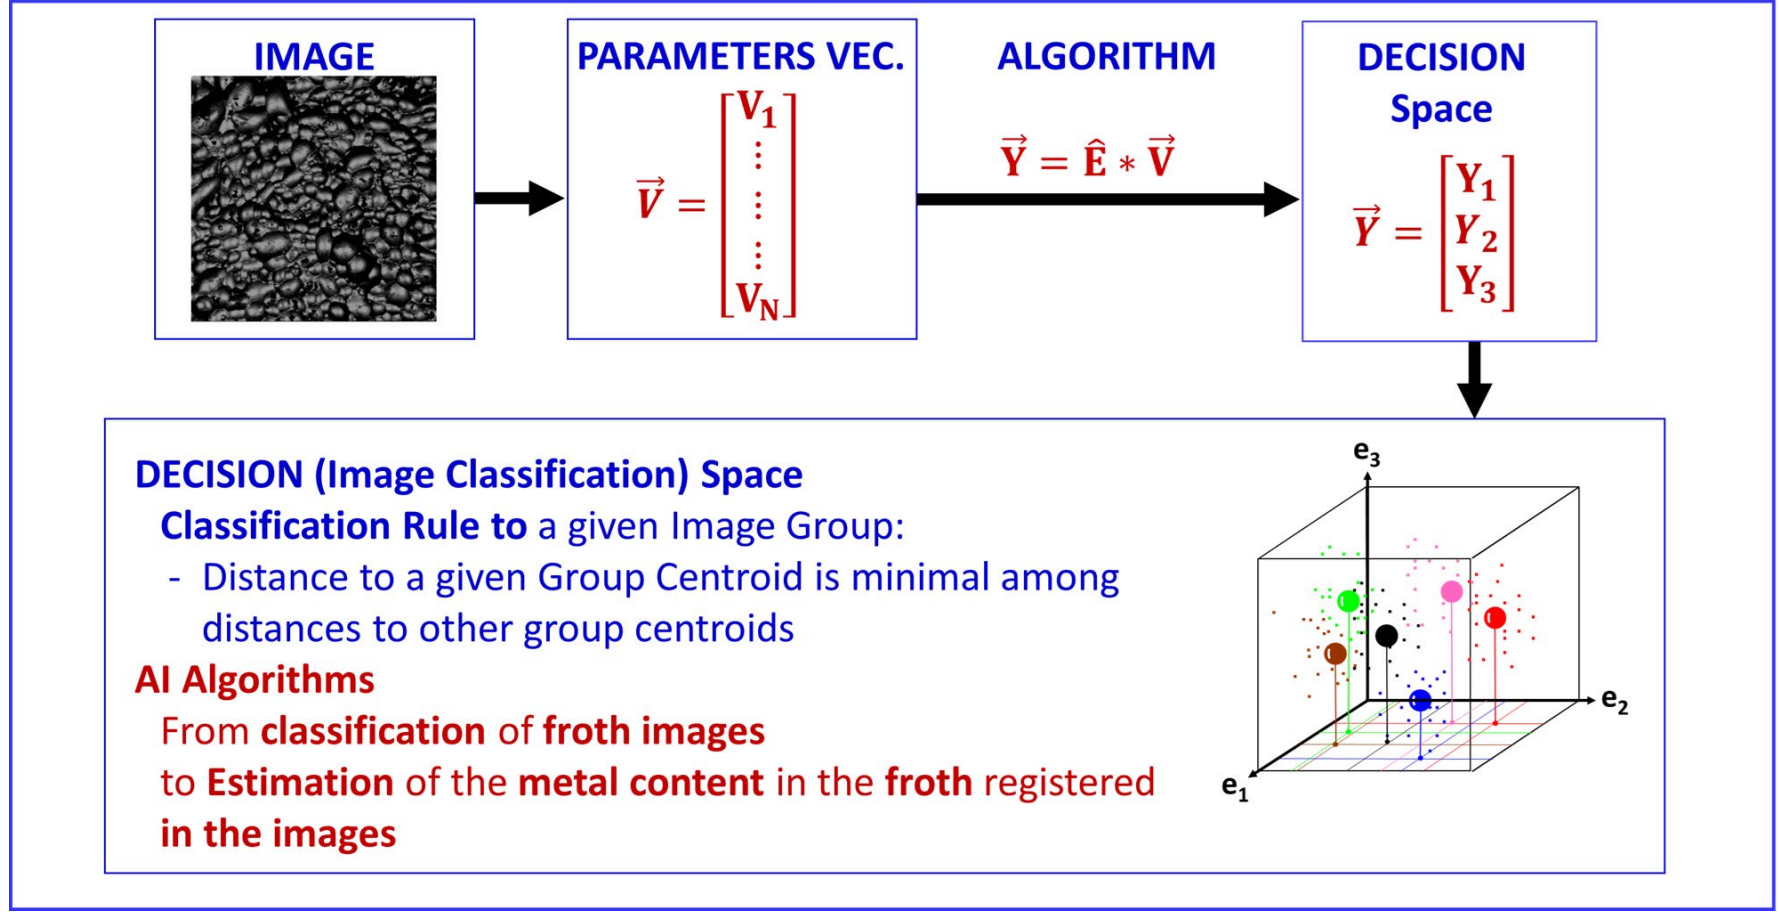 IMAGE
PARAMETERS VEC.
ALGORITHM
DECISION
Space
V⃗ = [V₁ ⋮ ⋮ ⋮ V_N]
Y⃗ = Ê * V⃗
Y⃗ = [Y₁ Y₂ Y₃]
DECISION (Image Classification) Space
Classification Rule to a given Image Group:
- Distance to a given Group Centroid is minimal among
distances to other group centroids
AI Algorithms
From classification of froth images
to Estimation of the metal content in the froth registered
in the images
e₃
e₂
e₁